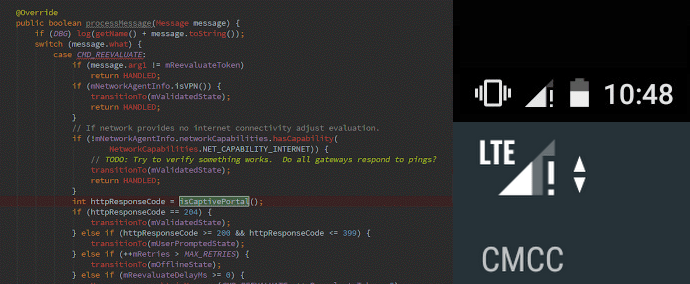 @Override
public boolean processMessage(Message message) {
if (DBG) log(getName() + message.toString());
switch (message.what) {
case CMD_REEVALUATE:
if (message.arg1 != mReevaluateToken)
return HANDLED;
if (mNetworkAgentInfo.isVPN()) {
transitionTo(mValidatedState);
return HANDLED;
}
// If network provides no internet connectivity adjust evaluation.
if (!mNetworkAgentInfo.networkCapabilities.hasCapability(
NetworkCapabilities.NET_CAPABILITY_INTERNET)) {
// TODO: Try to verify something works.  Do all gateways respond to pings?
transitionTo(mValidatedState);
return HANDLED;
}
int httpResponseCode = isCaptivePortal();
if (httpResponseCode == 204) {
transitionTo(mValidatedState);
} else if (httpResponseCode >= 200 && httpResponseCode <= 399) {
transitionTo(mUserPromptedState);
} else if (++mRetries > MAX_RETRIES) {
transitionTo(mOfflineState);
} else if (mReevaluateDelayMs >= 0) {
10:48
LTE
CMCC